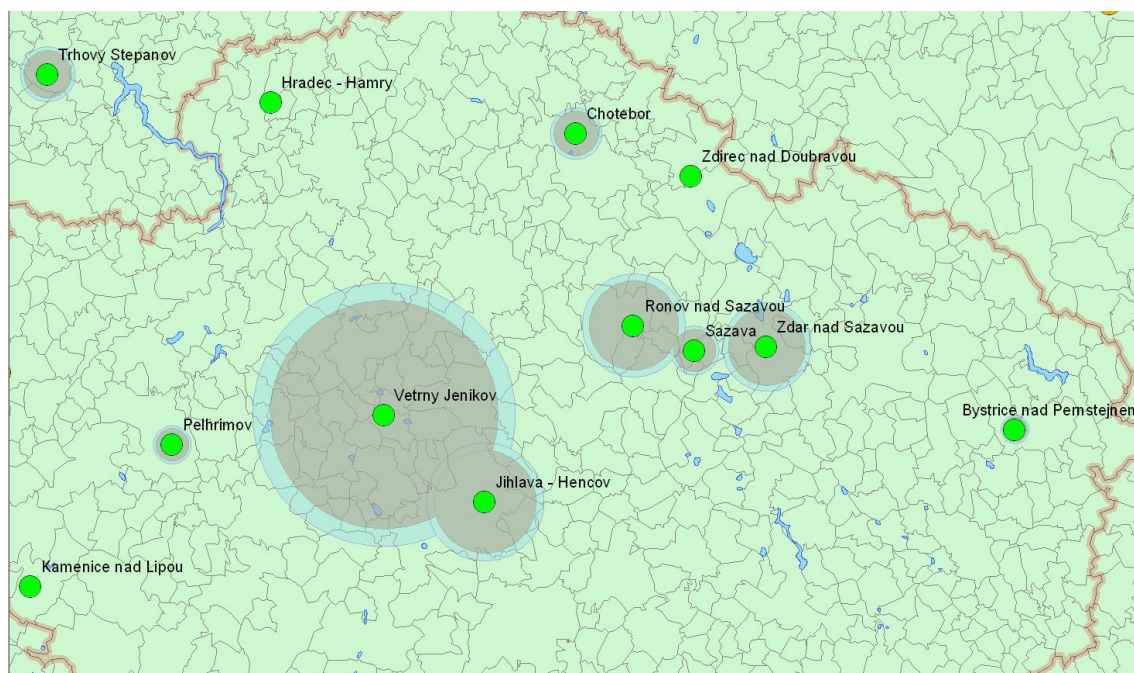 Trhovy Stepanov
Hradec - Hamry
Chotebor
Zdirec nad Doubravou
Ronov nad Sazavou
Sazava
Zdar nad Sazavou
Vetrny Jenikov
Bystrice nad Pernstejnem
Pelhrimov
Jihlava - Hencov
Kamenice nad Lipou